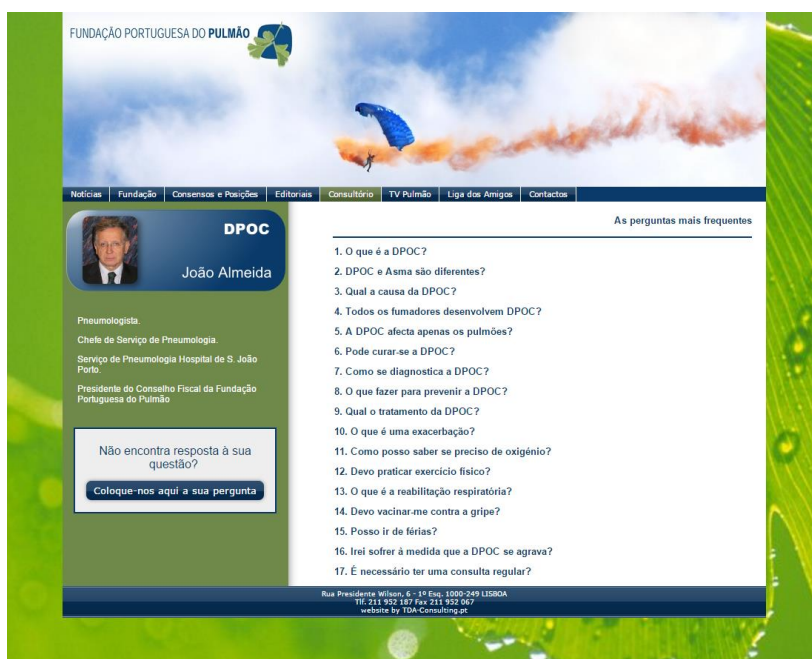 FUNDAÇÃO PORTUGUESA DO PULMÃO
Notícias Fundação Consensos e Posições Editoriais Consultório TV Pulmão Liga dos Amigos Contactos
DPOC
João Almeida
Pneumologista.
Chefe de Serviço de Pneumologia.
Serviço de Pneumologia Hospital de S. João
Porto.
Presidente do Conselho Fiscal da Fundação
Portuguesa do Pulmão
Não encontra resposta à sua
questão?
Coloque-nos aqui a sua pergunta
As perguntas mais frequentes
1. O que é a DPOC?
2. DPOC e Asma são diferentes?
3. Qual a causa da DPOC?
4. Todos os fumadores desenvolvem DPOC?
5. A DPOC afecta apenas os pulmões?
6. Pode curar-se a DPOC?
7. Como se diagnostica a DPOC?
8. O que fazer para prevenir a DPOC?
9. Qual o tratamento da DPOC?
10. O que é uma exacerbação?
11. Como posso saber se preciso de oxigénio?
12. Devo praticar exercício físico?
13. O que é a reabilitação respiratória?
14. Devo vacinar-me contra a gripe?
15. Posso ir de férias?
16. Irei sofrer à medida que a DPOC se agrava?
17. É necessário ter uma consulta regular?
Rua Presidente Wilson, 6 - 1º Esq. 1000-249 LISBOA
Tlf. 211 952 187 Fax 211 952 067
website by TDA-Consulting.pt